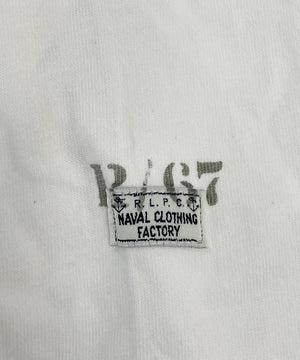 R/67
R. L. P. C.
NAVAL CLOTHING
FACTORY